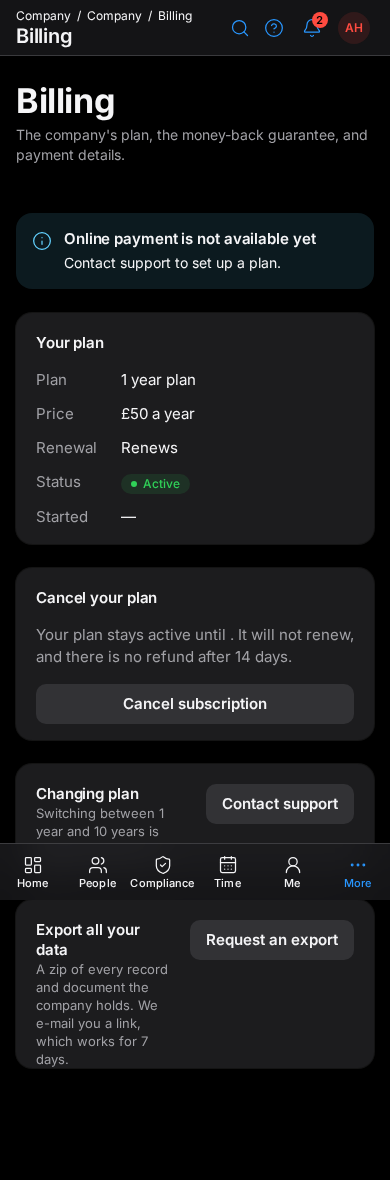 Company / Company / Billing
Billing
2
AH
Billing
The company's plan, the money-back guarantee, and
payment details.
Online payment is not available yet
Contact support to set up a plan.
Your plan
Plan 1 year plan
Price £50 a year
Renewal Renews
Status Active
Started —
Cancel your plan
Your plan stays active until . It will not renew,
and there is no refund after 14 days.
Cancel subscription
Changing plan
Switching between 1
year and 10 years is
Contact support
Home People Compliance Time Me More
Export all your
data
A zip of every record
and document the
company holds. We
e-mail you a link,
which works for 7
days.
Request an export